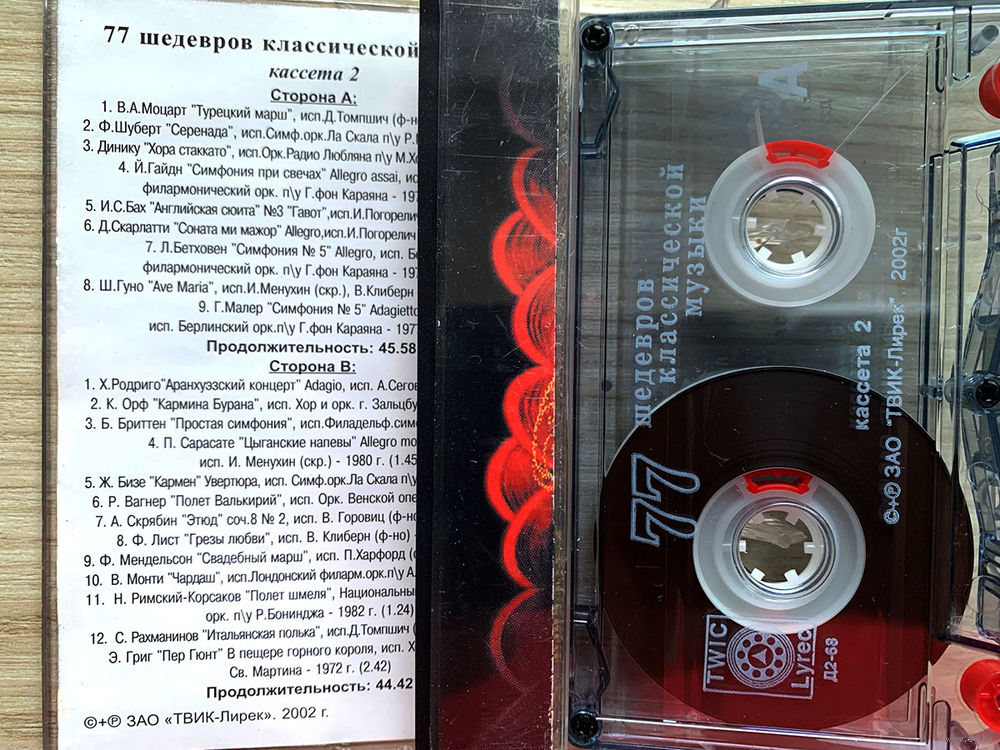 77 шедевров классической
кассета 2
Сторона А:
1. В.А.Моцарт "Турецкий марш", исп.Д.Томпшич (ф-но
2. Ф.Шуберт "Серенада", исп.Симф.орк.Ла Скала п/у Р.
3. Динику "Хора стаккато", исп.Орк.Радио Любляна п/у М.Хо
4. Й.Гайдн "Симфония при свечах" Allegro assai, ис
филармонический орк. п/у Г.фон Караяна - 197
5. И.С.Бах "Английская сюита" №3 "Гавот",исп.И.Погорелич
6. Д.Скарлатти "Соната ми мажор" Allegro,исп.И.Погорелич
7. Л.Бетховен "Симфония № 5" Allegro, исп. Бе
филармонический орк. п/у Г.фон Караяна - 197
8. Ш.Гуно "Ave Maria", исп.И.Менухин (скр.), В.Клиберн
9. Г.Малер "Симфония № 5" Adagietto
исп. Берлинский орк.п/у Г.фон Караяна - 197
Продолжительность: 45.58
Сторона В:
1. Х.Родриго"Аранхуэзский концерт" Adagio, исп. А.Сегов
2. К. Орф "Кармина Бурана", исп. Хор и орк. г. Зальцбу
3. Б. Бриттен "Простая симфония", исп.Филадельф.сим
4. П. Сарасате "Цыганские напевы" Allegro mo
исп. И. Менухин (скр.) - 1980 г. (1.45
5. Ж. Бизе "Кармен" Увертюра, исп. Симф.орк.Ла Скала п/у
6. Р. Вагнер "Полет Валькирий", исп. Орк. Венской опе
7. А. Скрябин "Этюд" соч.8 № 2, исп. В. Горовиц (ф-но
8. Ф. Лист "Грезы любви", исп. В. Клиберн (ф-но) -
9. Ф. Мендельсон "Свадебный марш", исп. П.Харфорд (о
10. В. Монти "Чардаш", исп.Лондонский филарм.орк.п/у А.
11. Н. Римский-Корсаков "Полет шмеля", Национальны
орк. п/у Р.Бонинджа - 1982 г. (1.24)
12. С. Рахманинов "Итальянская полька", исп.Д.Томпшич (
Э. Григ "Пер Гюнт" В пещере горного короля, исп. Х
Св. Мартина - 1972 г. (2.42)
Продолжительность: 44.42
©+℗ ЗАО «ТВИК-Лирек». 2002 г.
A
77
шедевров
классической
музыки
кассета 2
©+℗ ЗАО "ТВИК-Лирек" 2002г
TWIC
Lyrec
Д2-68